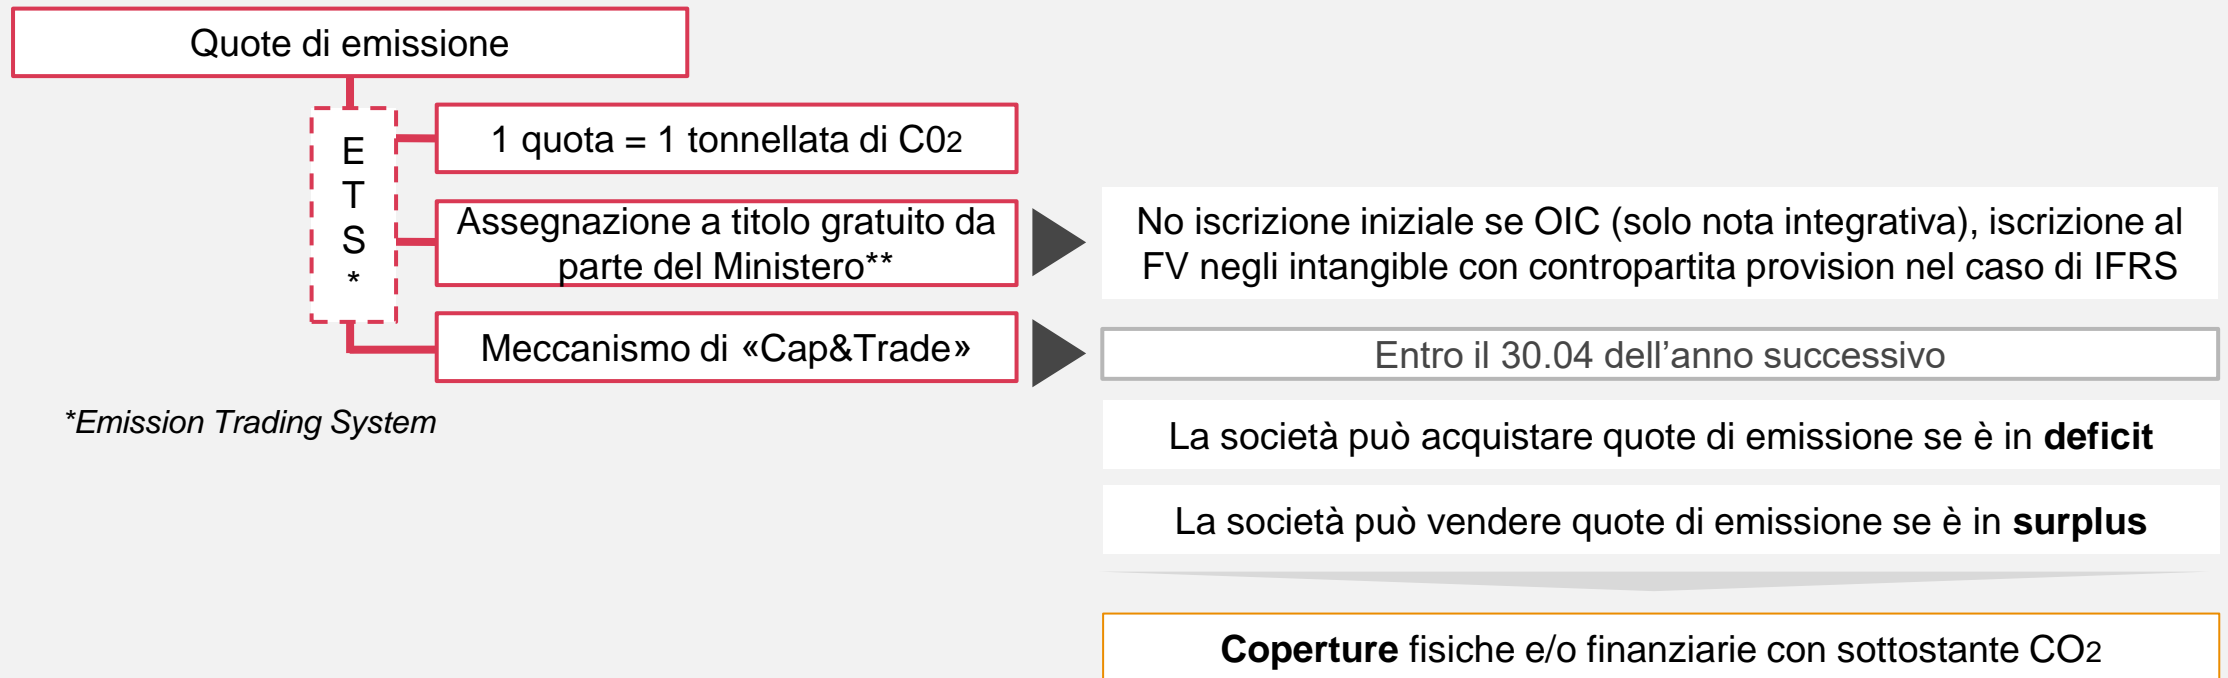 Quote di emissione
E
T
S
*
1 quota = 1 tonnellata di C02
Assegnazione a titolo gratuito da
parte del Ministero**
No iscrizione iniziale se OIC (solo nota integrativa), iscrizione al
FV negli intangible con contropartita provision nel caso di IFRS
Meccanismo di «Cap&Trade»
Entro il 30.04 dell’anno successivo
*Emission Trading System
La società può acquistare quote di emissione se è in deficit
La società può vendere quote di emissione se è in surplus
Coperture fisiche e/o finanziarie con sottostante CO2